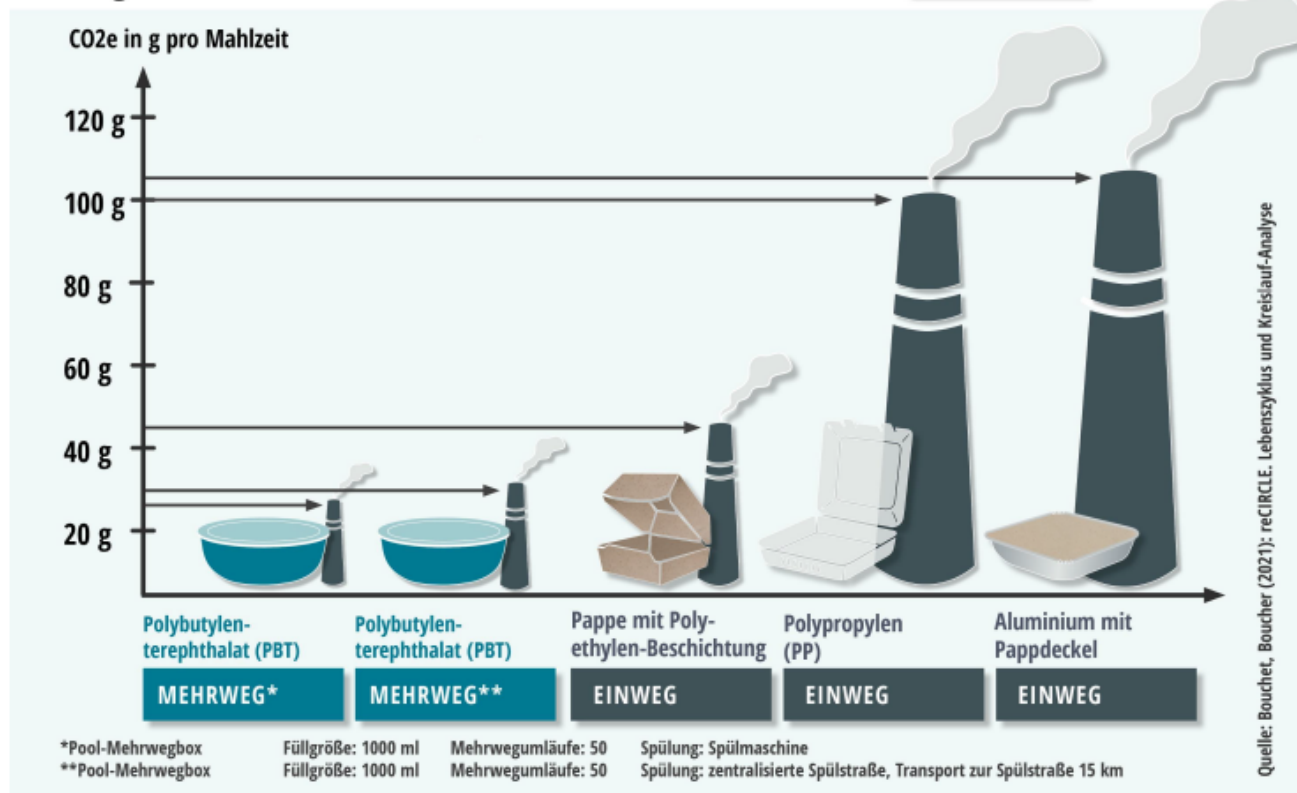 CO2e in g pro Mahlzeit
120 g
100 g
80 g
60 g
40 g
20 g
Polybutylen-
terephthalat (PBT)
MEHRWEG*
Polybutylen-
terephthalat (PBT)
MEHRWEG**
Pappe mit Poly-
ethylen-Beschichtung
EINWEG
Polypropylen
(PP)
EINWEG
Aluminium mit
Pappdeckel
EINWEG
*Pool-Mehrwegbox Füllgröße: 1000 ml Mehrwegumläufe: 50 Spülung: Spülmaschine
**Pool-Mehrwegbox Füllgröße: 1000 ml Mehrwegumläufe: 50 Spülung: zentralisierte Spülstraße, Transport zur Spülstraße 15 km
Quelle: Bouchet, Boucher (2021): reCIRCLE. Lebenszyklus und Kreislauf-Analyse